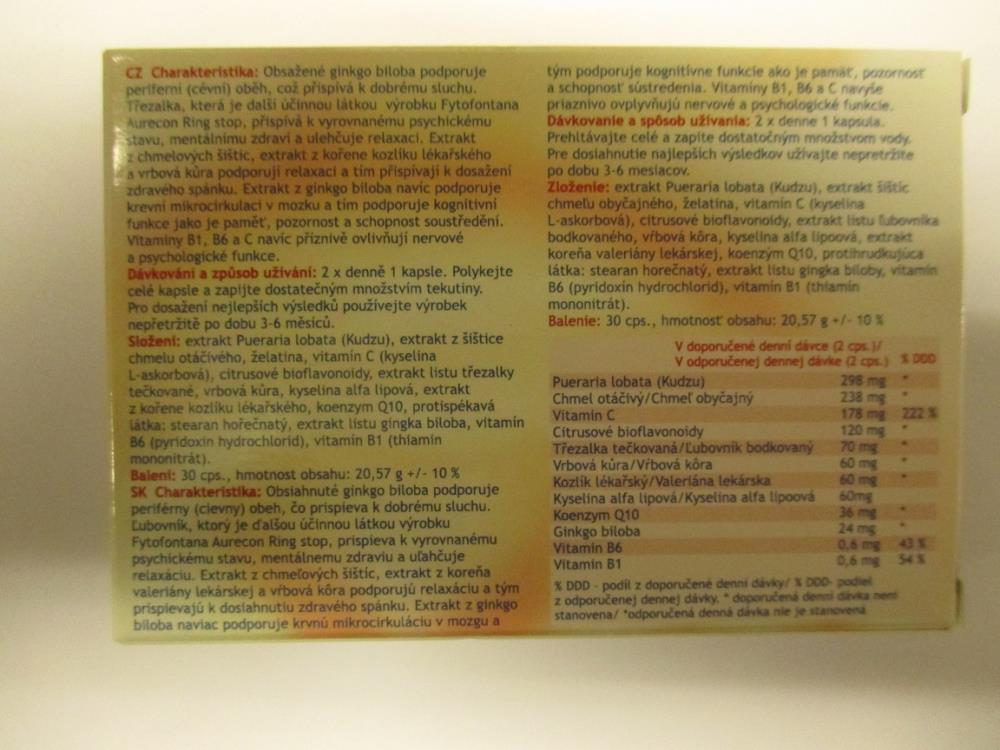 CZ Charakteristika: Obsažené ginkgo biloba podporuje
periferní (cévní) oběh, což přispívá k dobrému sluchu.
Třezalka, která je další účinnou látkou výrobku Fytofontana
Aurecon Ring stop, přispívá k vyrovnanému psychickému
stavu, mentálnímu zdraví a ulehčuje relaxaci. Extrakt
z chmelových šištic, extrakt z kořene kozlíku lékařského
a vrbová kůra podporují relaxaci a tím přispívají k dosažení
zdravého spánku. Extrakt z ginkgo biloba navíc podporuje
krevní mikrocirkulaci v mozku a tím podporuje kognitivní
funkce jako je paměť, pozornost a schopnost soustředění.
Vitaminy B1, B6 a C navíc příznivě ovlivňují nervové
a psychologické funkce.
Dávkování a způsob užívání: 2 x denně 1 kapsle. Polykejte
celé kapsle a zapijte dostatečným množstvím tekutiny.
Pro dosažení nejlepších výsledků používejte výrobek
nepřetržitě po dobu 3-6 měsíců.
Složení: extrakt Pueraria lobata (Kudzu), extrakt z šištice
chmelu otáčivého, želatina, vitamín C (kyselina
L-askorbová), citrusové bioflavonoidy, extrakt listu třezalky
tečkované, vrbová kůra, kyselina alfa lipová, extrakt
z kořene kozlíku lékařského, koenzym Q10, protispékavá
látka: stearan hořečnatý, extrakt listu ginkga biloba, vitamín
B6 (pyridoxin hydrochlorid), vitamín B1 (thiamin
mononitrát).
Balení: 30 cps., hmotnost obsahu: 20,57 g +/- 10 %
SK Charakteristika: Obsiahnuté ginkgo biloba podporuje
periférny (cievny) obeh, čo prispieva k dobrému sluchu.
Ľubovník, ktorý je ďalšou účinnou látkou výrobku
Fytofontana Aurecon Ring stop, prispieva k vyrovnanému
psychickému stavu, mentálnemu zdraviu a uľahčuje
relaxáciu. Extrakt z chmeľových šištíc, extrakt z koreňa
valeriány lekárskej a vŕbová kôra podporujú relaxáciu a tým
prispievajú k dosiahnutiu zdravého spánku. Extrakt z ginkgo
biloba naviac podporuje krvnú mikrocirkuláciu v mozgu a
tým podporuje kognitívne funkcie ako je pamäť, pozornosť
a schopnosť sústredenia. Vitamíny B1, B6 a C navyše
priaznivo ovplyvňujú nervové a psychologické funkcie.
Dávkovanie a spôsob užívania: 2 x denne 1 kapsula.
Prehltávajte celé a zapite dostatočným množstvom vody.
Pre dosiahnutie najlepších výsledkov užívajte nepretržite
po dobu 3-6 mesiacov.
Zloženie: extrakt Pueraria lobata (Kudzu), extrakt šištíc
chmeľu obyčajného, želatína, vitamín C (kyselina
L-askorbová), citrusové bioflavonoidy, extrakt listu ľubovníka
bodkovaného, vŕbová kôra, kyselina alfa lipoová, extrakt
koreňa valeriány lekárskej, koenzým Q10, protihrudkujúca
látka: stearan horečnatý, extrakt listu gingka biloby, vitamín
B6 (pyridoxín hydrochlorid), vitamín B1 (thiamín
mononitrát).
Balenie: 30 cps., hmotnosť obsahu: 20,57 g +/- 10 %
V doporučené denní dávce (2 cps.)/
V odporučenej dennej dávke (2 cps.) % DDD
Pueraria lobata (Kudzu) 298 mg *
Chmel otáčivý/Chmeľ obyčajný 238 mg *
Vitamin C 178 mg 222 %
Citrusové bioflavonoidy 120 mg *
Třezalka tečkovaná/Ľubovník bodkovaný 70 mg *
Vrbová kůra/Vŕbová kôra 60 mg *
Kozlík lékařský/Valeriána lekárska 60 mg *
Kyselina alfa lipová/Kyselina alfa lipoová 60mg
Koenzym Q10 36 mg *
Ginkgo biloba 24 mg *
Vitamin B6 0,6 mg 43 %
Vitamin B1 0,6 mg 54 %
% DDD - podíl z doporučené denní dávky/ % DDD- podiel
z odporučenej dennej dávky. * doporučená denní dávka není
stanovena/ *odporučená denná dávka nie je stanovená